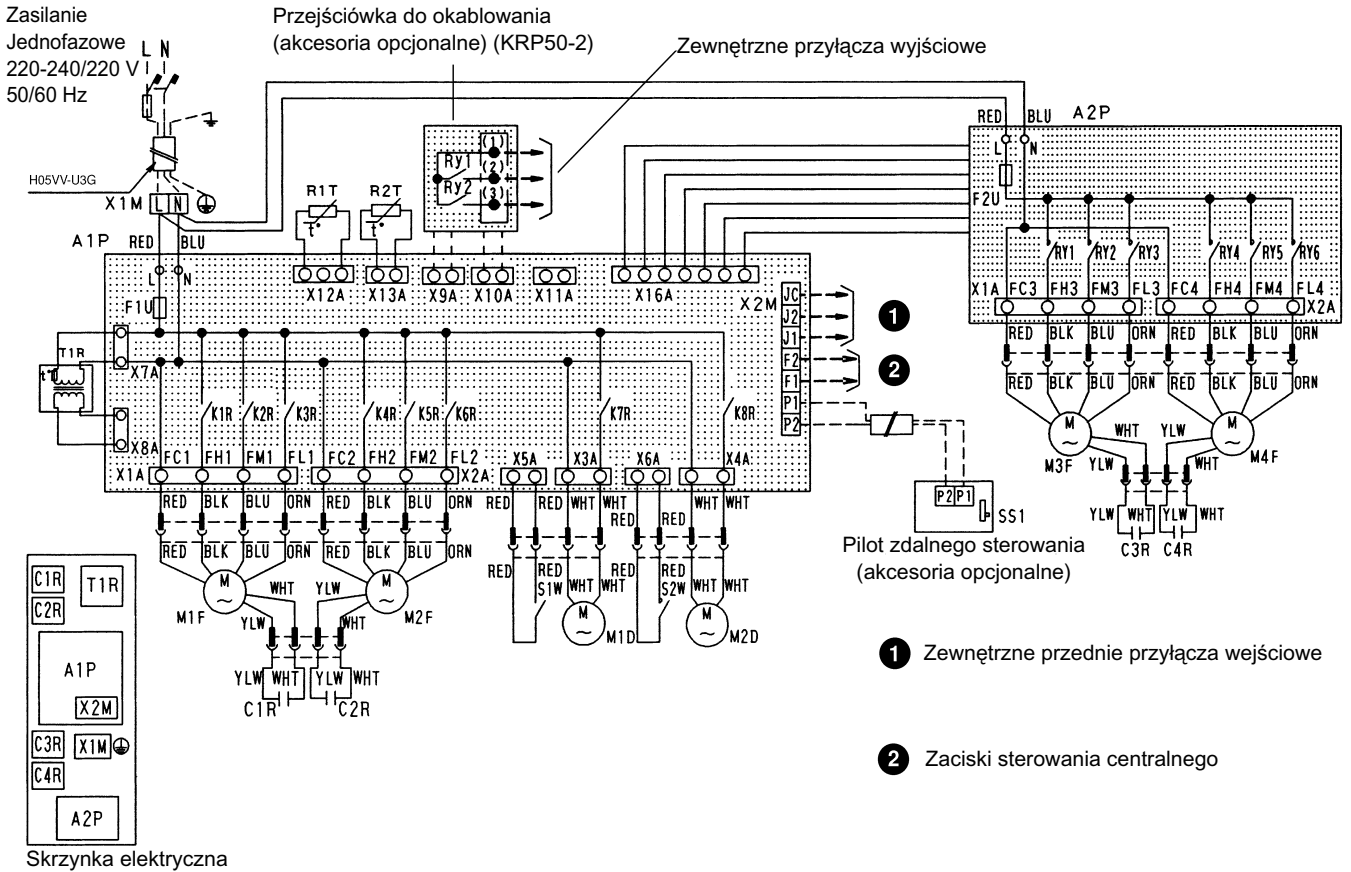 Zasilanie
Jednofazowe
220-240/220 V
50/60 Hz
L N
Przejściówka do okablowania
(akcesoria opcjonalne) (KRP50-2)
Zewnętrzne przyłącza wyjściowe
H05VV-U3G
X1M L N
A1P RED BLU
R1T R2T
t° t°
Ry1 (1)
Ry2 (2)
(3)
RED BLU A2P
L N
F2U
RY1 RY2 RY3 RY4 RY5 RY6
X1A FC3 FH3 FM3 FL3 FC4 FH4 FM4 FL4
X2A
RED BLK BLU ORN RED BLK BLU ORN
RED BLK BLU ORN RED BLK BLU ORN
M ~ M ~
M3F WHT YLW M4F
YLW WHT
YLW WHT YLW WHT
C3R C4R
L N
F1U
X12A X13A X9A X10A X11A X16A
X2M
JC
J2
J1
F2
F1
P1
P2
1
2
T1R
t°
X7A
X8A
K1R K2R K3R K4R K5R K6R K7R K8R
X1A FC1 FH1 FM1 FL1 FC2 FH2 FM2 FL2 X2A
X5A X3A X6A X4A
RED BLK BLU ORN RED BLK BLU ORN
RED RED WHT WHT RED RED WHT WHT
RED BLK BLU ORN RED BLK BLU ORN
RED RED WHT WHT RED RED WHT WHT
S1W S2W
M ~ M ~ M ~ M ~
M1F WHT YLW M2F M1D M2D
YLW WHT
YLW WHT YLW WHT
C1R C2R
P2 P1
SS1
Pilot zdalnego sterowania
(akcesoria opcjonalne)
C1R T1R
C2R
A1P
X2M
C3R X1M
C4R
A2P
Skrzynka elektryczna
1 Zewnętrzne przednie przyłącza wejściowe
2 Zaciski sterowania centralnego